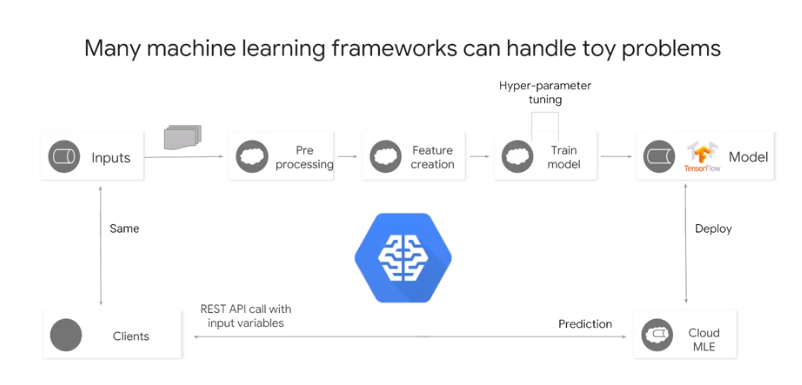 Many machine learning frameworks can handle toy problems
Hyper-parameter
tuning
Inputs
Pre
processing
Feature
creation
Train
model
TensorFlow
Model
Same
Deploy
REST API call with
input variables
Prediction
Clients
Cloud
MLE